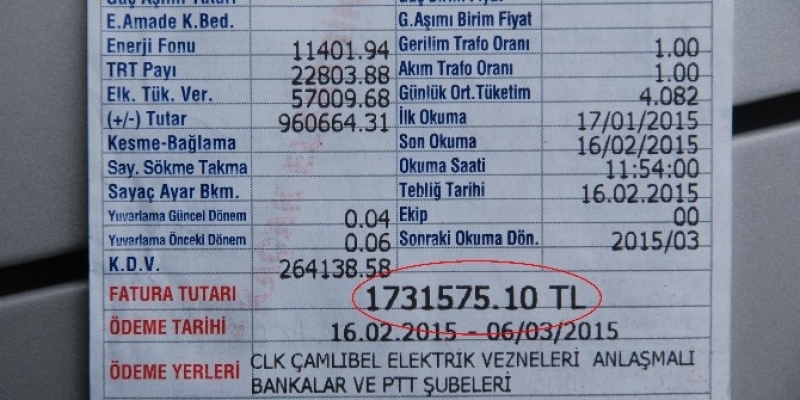 E.Amade K.Bed. G.Aşımı Birim Fiyat
Enerji Fonu 11401.94 Gerilim Trafo Oranı 1.00
TRT Payı 22803.88 Akım Trafo Oranı 1.00
Elk. Tük. Ver. 57009.68 Günlük Ort.Tüketim 4.082
(+/-) Tutar 960664.31 İlk Okuma 17/01/2015
Kesme-Bağlama Son Okuma 16/02/2015
Say. Sökme Takma Okuma Saati 11:54:00
Sayaç Ayar Bkm. Tebliğ Tarihi 16.02.2015
Yuvarlama Güncel Dönem 0.04 Ekip 00
Yuvarlama Önceki Dönem 0.06 Sonraki Okuma Dön. 2015/03
K.D.V. 264138.58
FATURA TUTARI 1731575.10 TL
ÖDEME TARİHİ 16.02.2015 - 06/03/2015
ÖDEME YERLERİ CLK ÇAMLIBEL ELEKTRİK VEZNELERİ ANLAŞMALI
BANKALAR VE PTT ŞUBELERİ